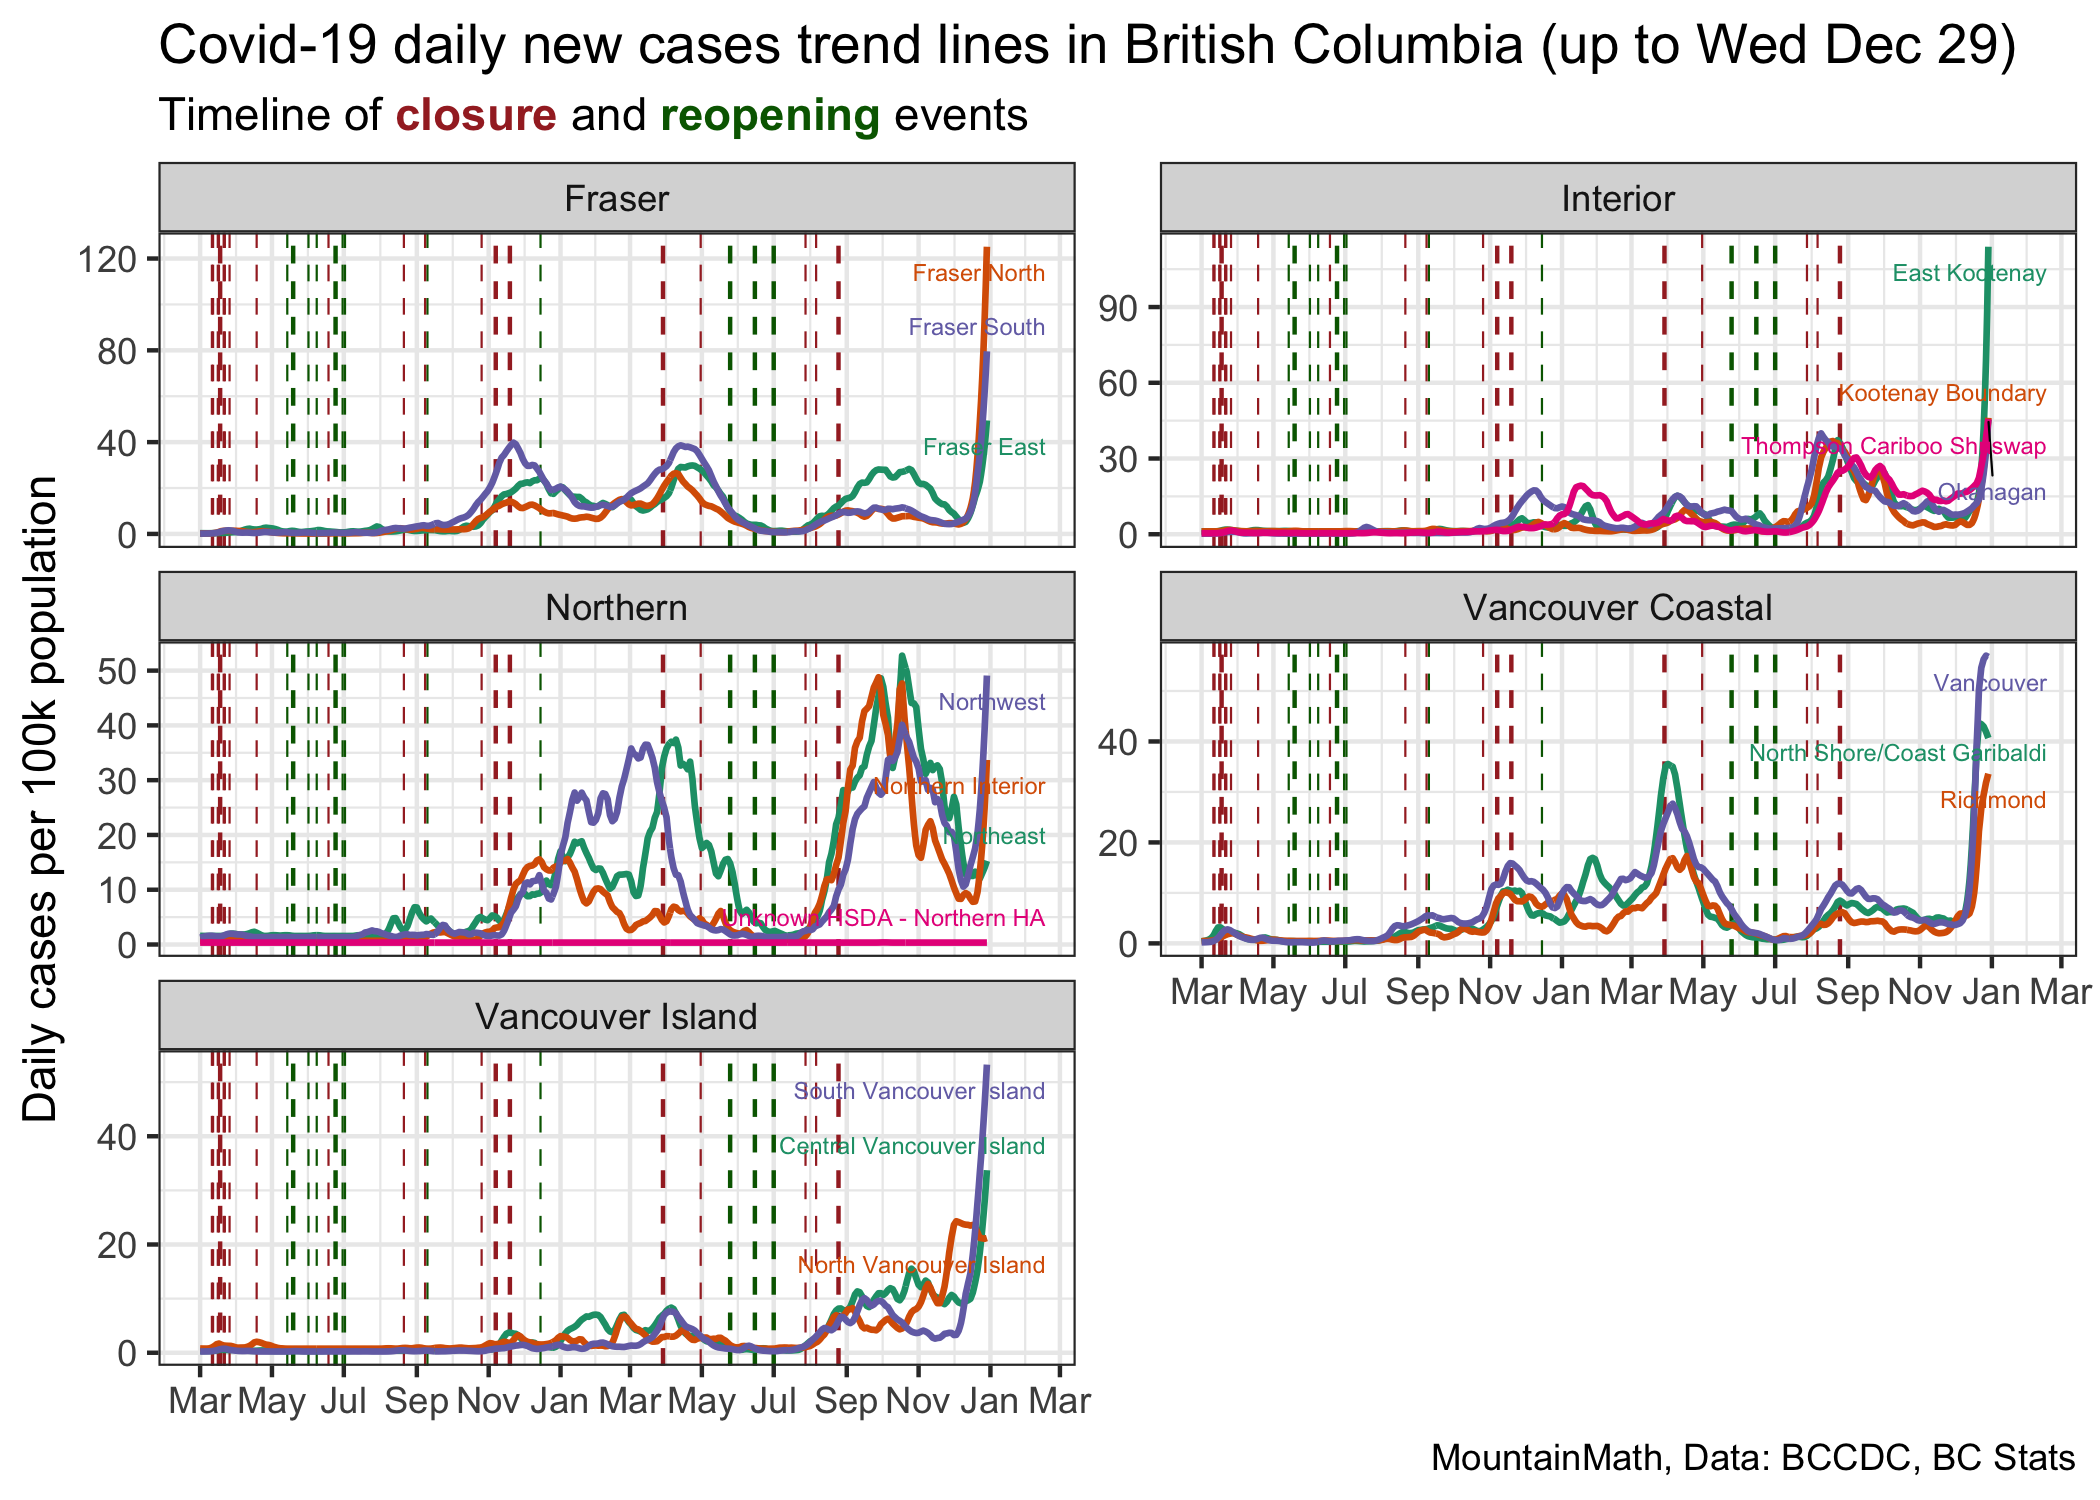 Covid-19 daily new cases trend lines in British Columbia (up to Wed Dec 29)
Timeline of closure and reopening events
Daily cases per 100k population
Fraser
120
80
40
0
Fraser North
Fraser South
Fraser East
Interior
90
60
30
0
East Kootenay
Kootenay Boundary
Thompson Cariboo Shuswap
Okanagan
Northern
50
40
30
20
10
0
Northwest
Northern Interior
Northeast
Unknown HSDA - Northern HA
Vancouver Coastal
40
20
0
Vancouver
North Shore/Coast Garibaldi
Richmond
Mar May Jul Sep Nov Jan Mar May Jul Sep Nov Jan Mar
Vancouver Island
40
20
0
South Vancouver Island
Central Vancouver Island
North Vancouver Island
Mar May Jul Sep Nov Jan Mar May Jul Sep Nov Jan Mar
MountainMath, Data: BCCDC, BC Stats